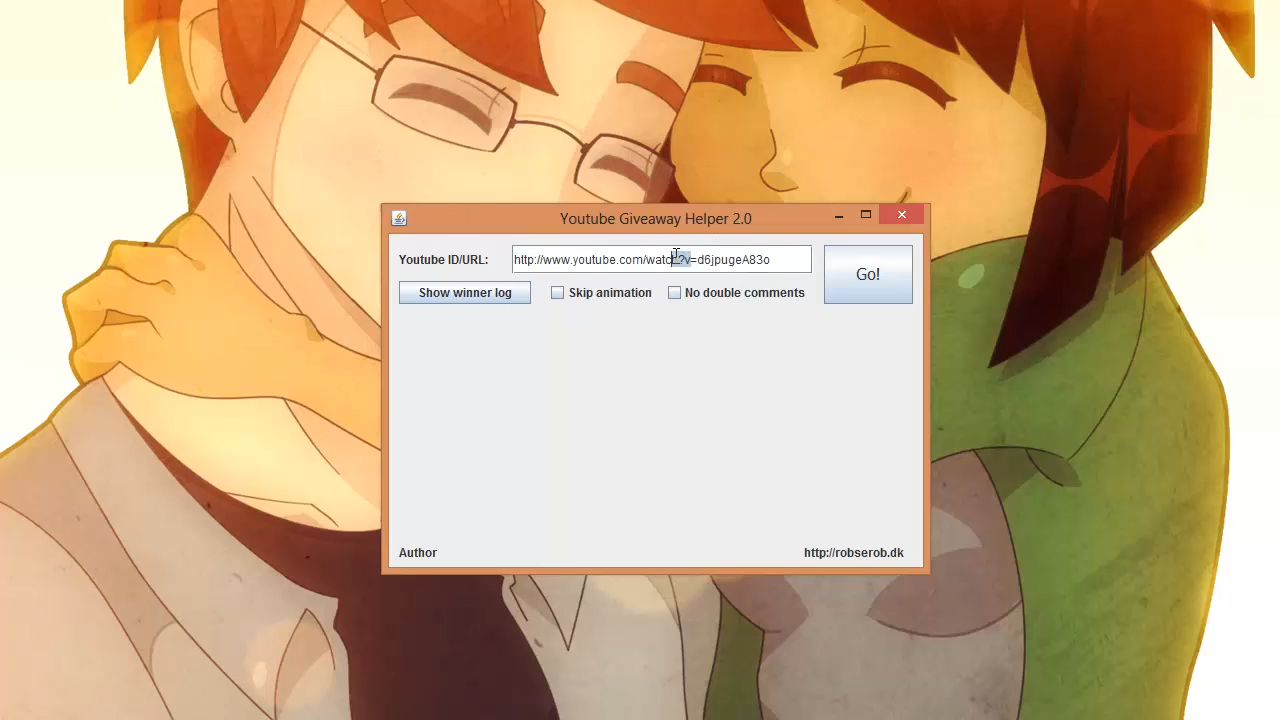 Youtube Giveaway Helper 2.0
Youtube ID/URL: http://www.youtube.com/watch?v=d6jpugeA83o Go!
Show winner log Skip animation No double comments
Author http://robserob.dk